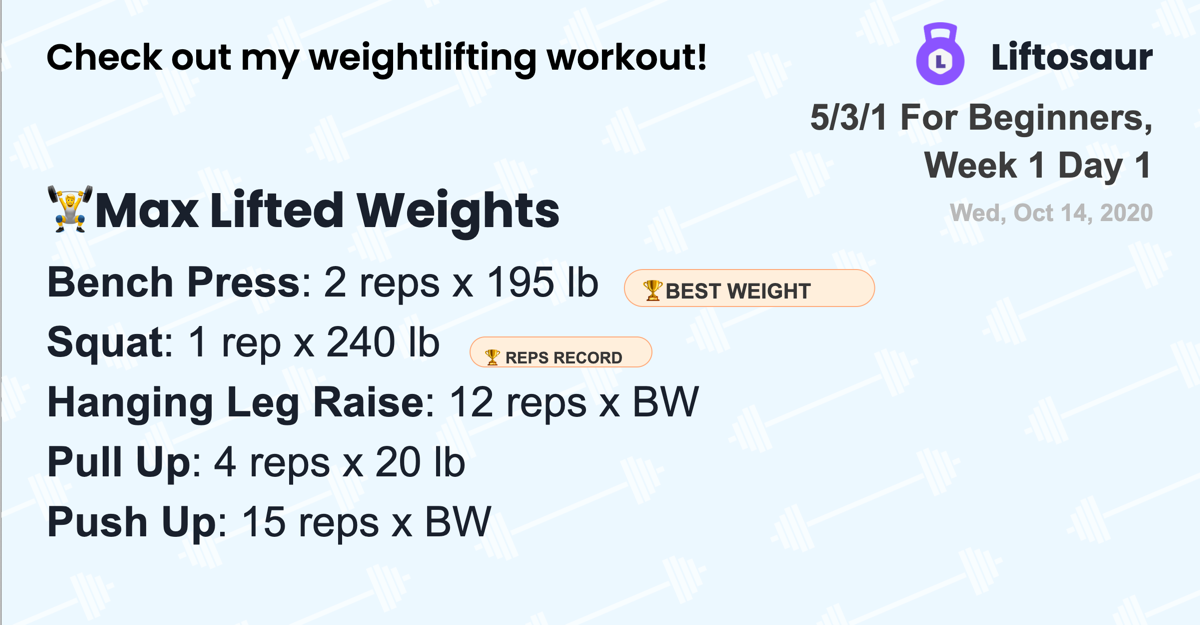 Check out my weightlifting workout!
L
Liftosaur
5/3/1 For Beginners,
Week 1 Day 1
Wed, Oct 14, 2020
🏋️Max Lifted Weights
Bench Press: 2 reps x 195 lb 🏆BEST WEIGHT
Squat: 1 rep x 240 lb 🏆 REPS RECORD
Hanging Leg Raise: 12 reps x BW
Pull Up: 4 reps x 20 lb
Push Up: 15 reps x BW